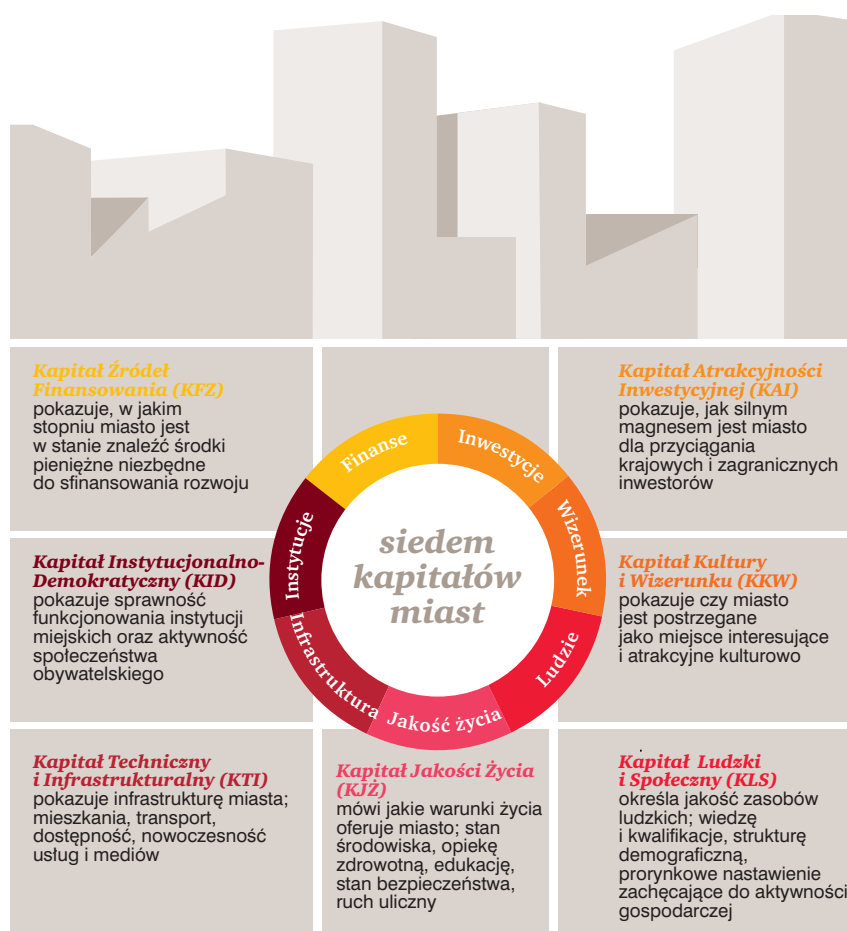 Kapitał Źródeł
Finansowania (KFZ)
pokazuje, w jakim
stopniu miasto jest
w stanie znaleźć środki
pieniężne niezbędne
do sfinansowania rozwoju
Kapitał Atrakcyjności
Inwestycyjnej (KAI)
pokazuje, jak silnym
magnesem jest miasto
dla przyciągania
krajowych i zagranicznych
inwestorów
Finanse
Inwestycje
Instytucje
Wizerunek
siedem
kapitałów
miast
Infrastruktura
Ludzie
Jakość życia
Kapitał Instytucjonalno-
Demokratyczny (KID)
pokazuje sprawność
funkcjonowania instytucji
miejskich oraz aktywność
społeczeństwa
obywatelskiego
Kapitał Kultury
i Wizerunku (KKW)
pokazuje czy miasto
jest postrzegane
jako miejsce interesujące
i atrakcyjne kulturowo
Kapitał Techniczny
i Infrastrukturalny (KTI)
pokazuje infrastrukturę miasta;
mieszkania, transport,
dostępność, nowoczesność
usług i mediów
Kapitał Jakości Życia
(KJŻ)
mówi jakie warunki życia
oferuje miasto; stan
środowiska, opiekę
zdrowotną, edukację,
stan bezpieczeństwa,
ruch uliczny
Kapitał Ludzki
i Społeczny (KLS)
określa jakość zasobów
ludzkich; wiedzę
i kwalifikacje, strukturę
demograficzną,
prorynkowe nastawienie
zachęcające do aktywności
gospodarczej